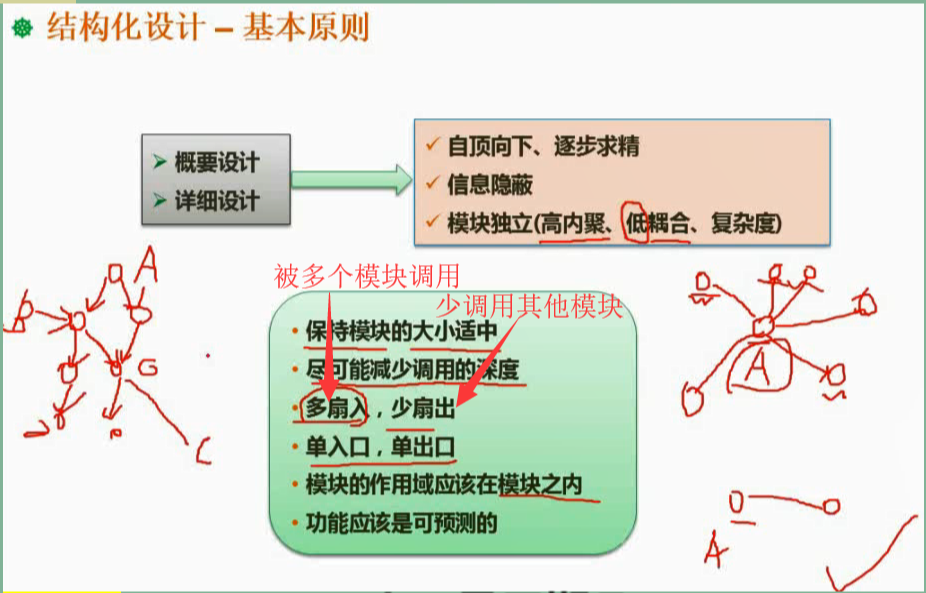 结构化设计 – 基本原则
概要设计
详细设计
自顶向下、逐步求精
信息隐蔽
模块独立(高内聚、低耦合、复杂度)
被多个模块调用
少调用其他模块
保持模块的大小适中
尽可能减少调用的深度
多扇入，少扇出
单入口，单出口
模块的作用域应该在模块之内
功能应该是可预测的
A
G
C
A
A